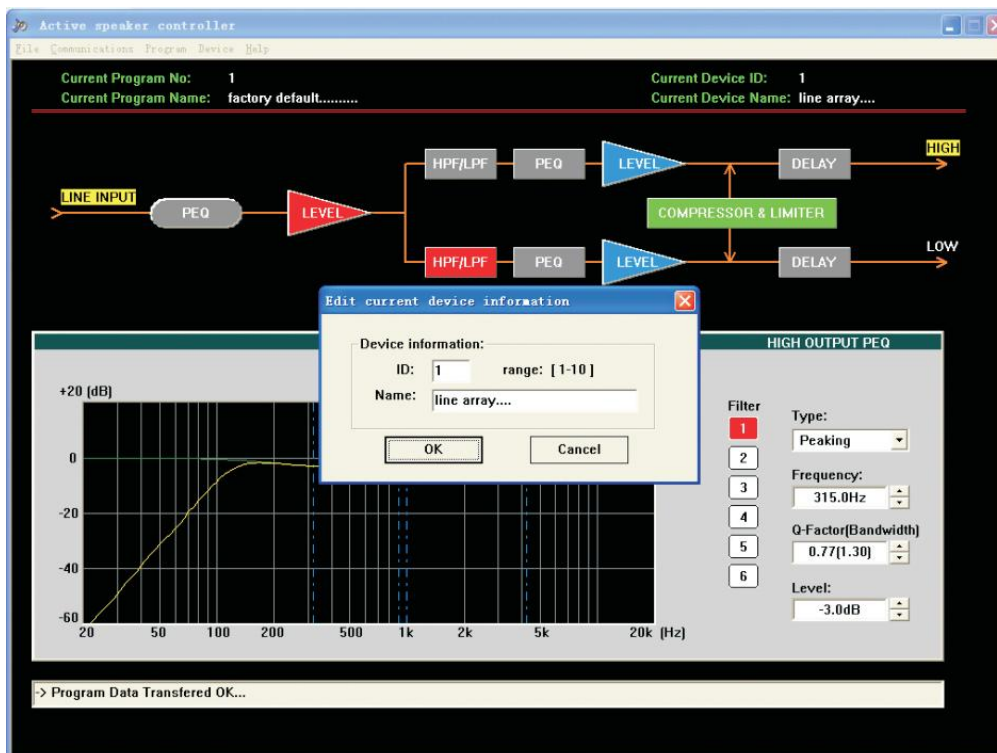 Active speaker controller
File Communications Program Device Help
Current Program No: 1
Current Program Name: factory default..........
Current Device ID: 1
Current Device Name: line array....
LINE INPUT
PEQ
LEVEL
HPF/LPF
PEQ
LEVEL
DELAY
HIGH
COMPRESSOR & LIMITER
HPF/LPF
PEQ
LEVEL
DELAY
LOW
Edit current device information
Device information:
ID: 1 range: [1-10]
Name: line array....
OK Cancel
HIGH OUTPUT PEQ
+20 (dB)
0
-20
-40
-60
20 50 100 200 500 1k 2k 5k 20k (Hz)
Filter
1
2
3
4
5
6
Type:
Peaking
Frequency:
315.0Hz
Q-Factor(Bandwidth)
0.77(1.30)
Level:
-3.0dB
-> Program Data Transfered OK...